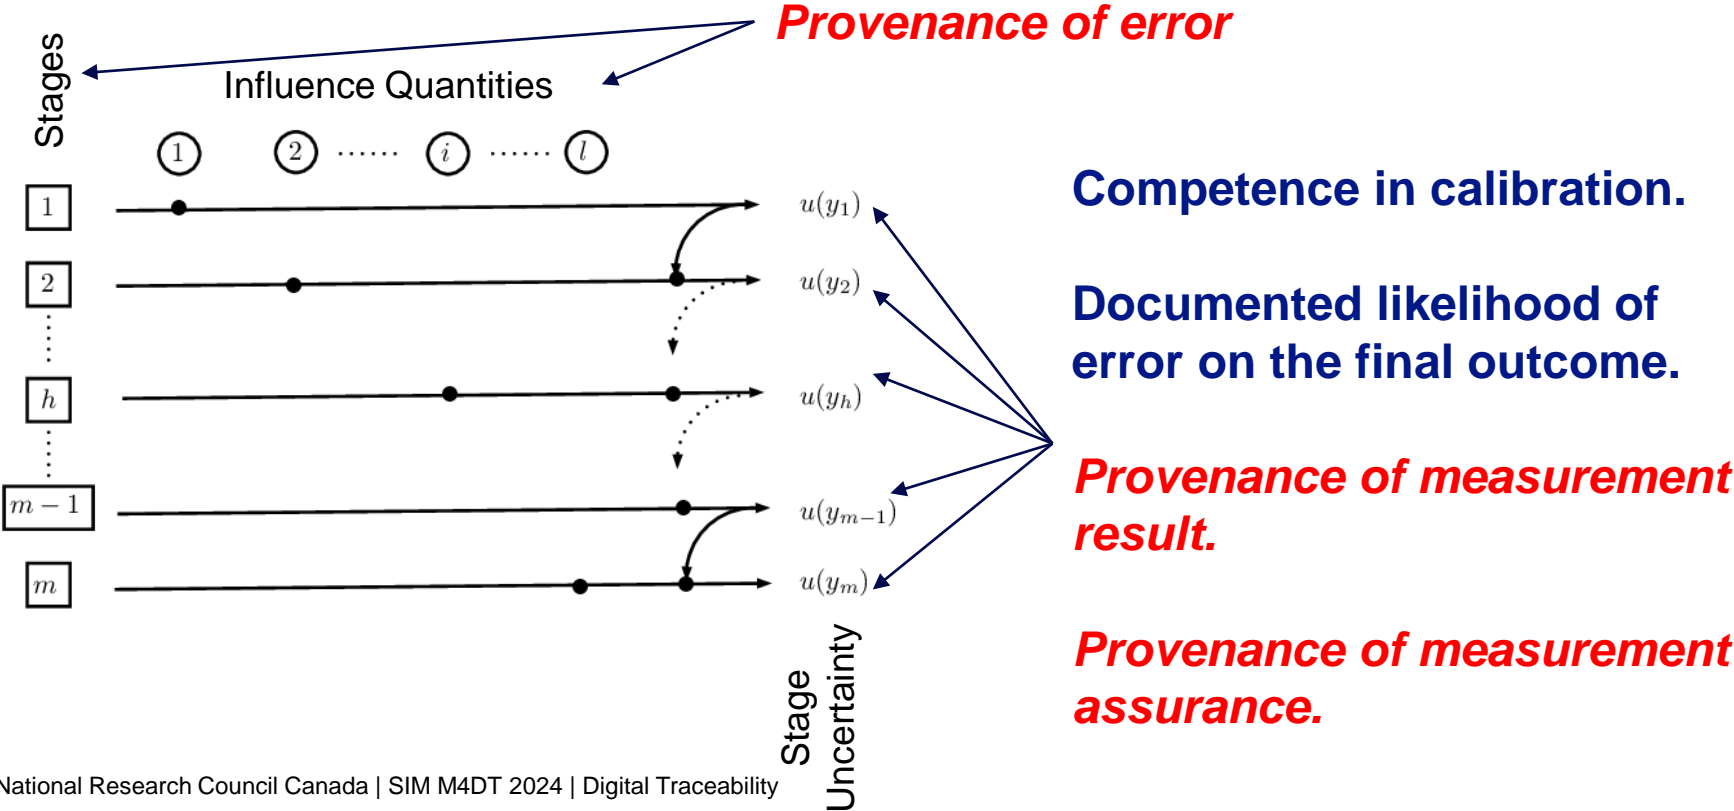 Provenance of error
Stages
Influence Quantities
1 2 ······ i ······ l
1 u(y₁)
2 u(y₂)
h u(yₕ)
m − 1 u(yₘ₋₁)
m u(yₘ)
Competence in calibration.
Documented likelihood of
error on the final outcome.
Provenance of measurement
result.
Provenance of measurement
assurance.
Stage
Uncertainty
National Research Council Canada | SIM M4DT 2024 | Digital Traceability